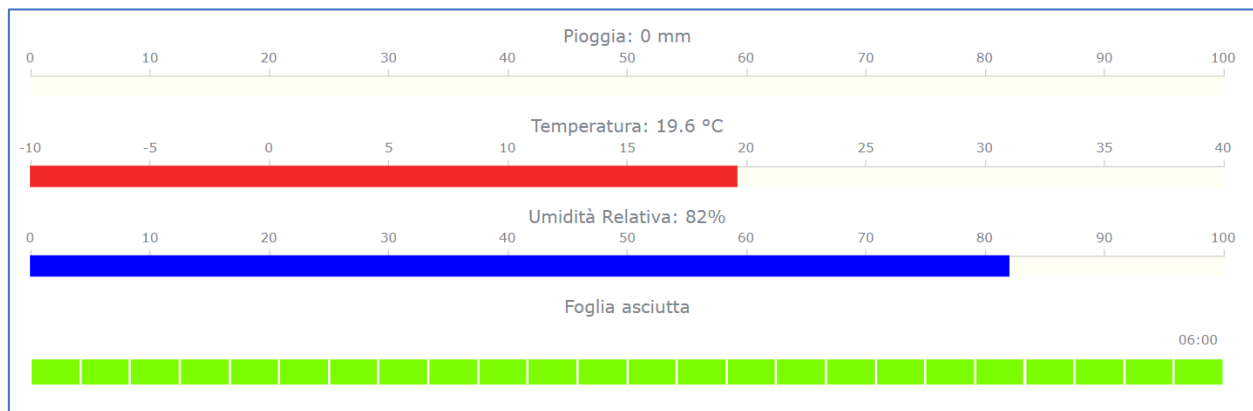 Pioggia: 0 mm
0 10 20 30 40 50 60 70 80 90 100
Temperatura: 19.6 °C
-10 -5 0 5 10 15 20 25 30 35 40
Umidità Relativa: 82%
0 10 20 30 40 50 60 70 80 90 100
Foglia asciutta
06:00